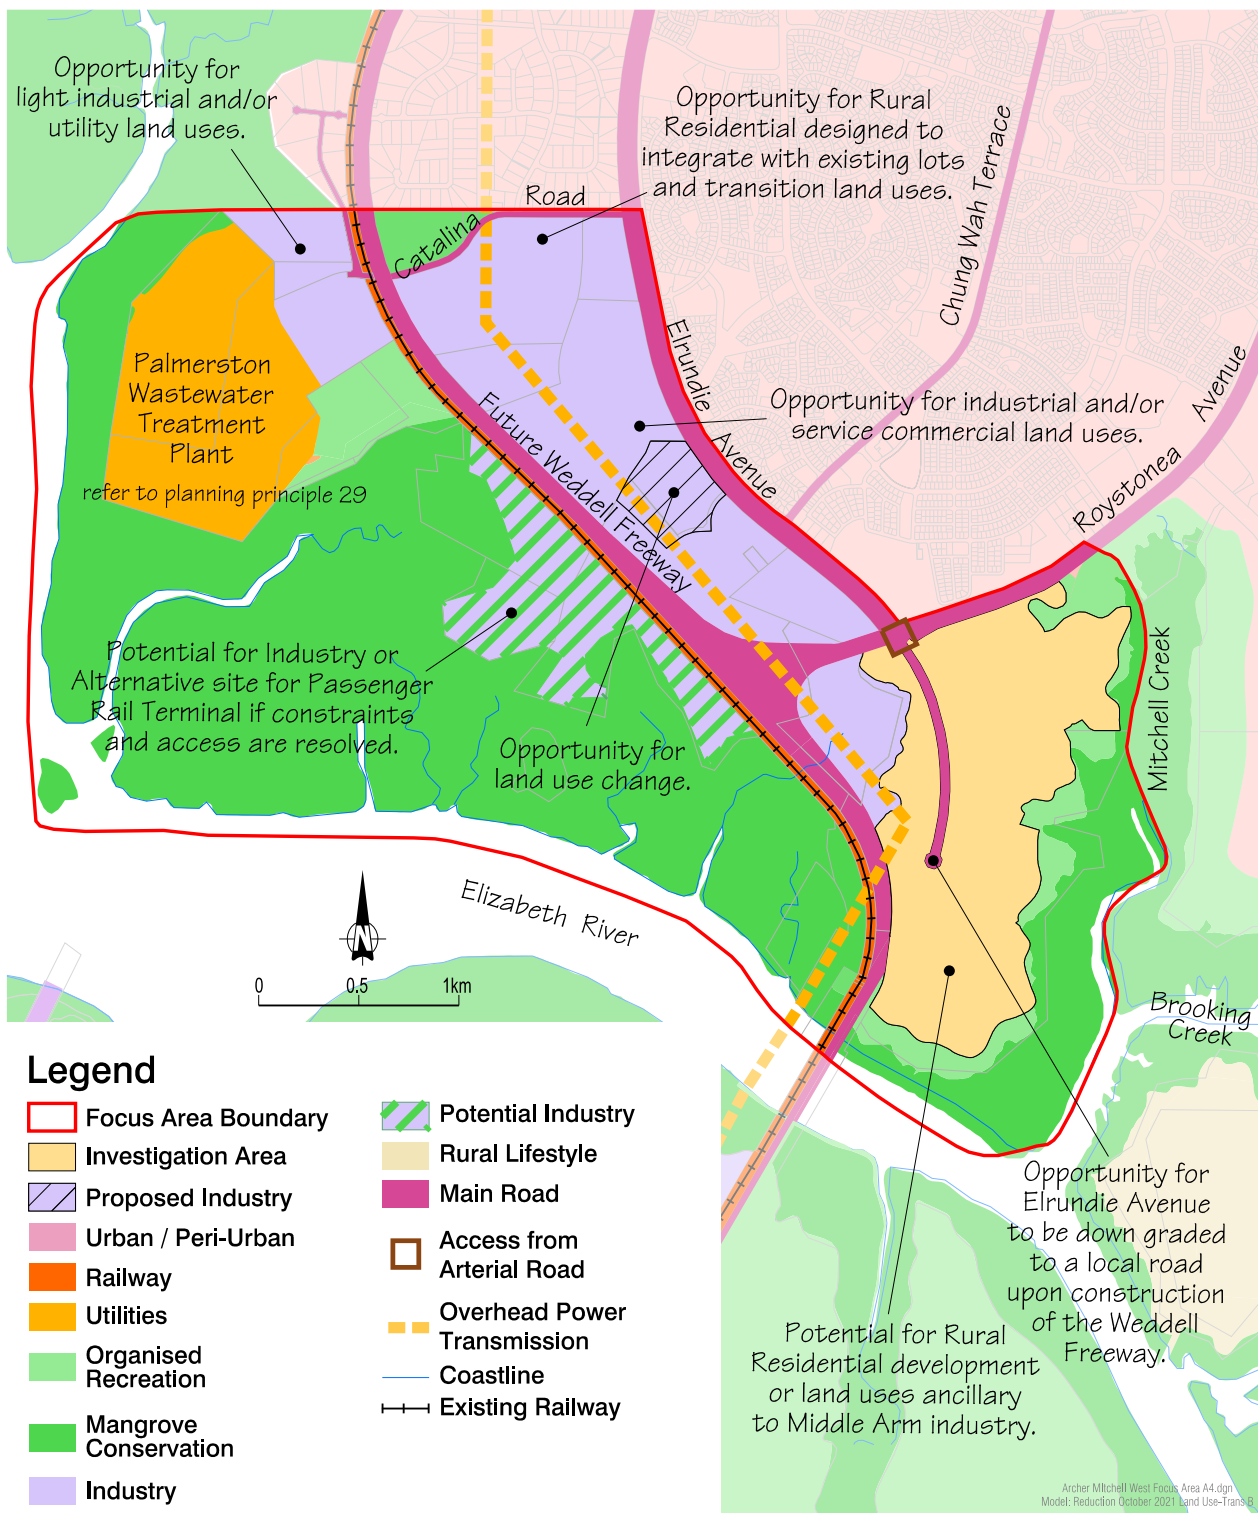 Opportunity for
light industrial and/or
utility land uses.
Opportunity for Rural
Residential designed to
integrate with existing lots
and transition land uses.
Road
Catalina
Chung Wah Terrace
Elrundie
Avenue
Roystonea
Avenue
Palmerston
Wastewater
Treatment
Plant
refer to planning principle 29
Future Weddell Freeway
Opportunity for industrial and/or
service commercial land uses.
Potential for Industry or
Alternative site for Passenger
Rail Terminal if constraints
and access are resolved.
Opportunity for
land use change.
Mitchell Creek
Elizabeth River
N
0
0.5
1km
Brooking
Creek
Legend
Focus Area Boundary
Investigation Area
Proposed Industry
Urban / Peri-Urban
Railway
Utilities
Organised
Recreation
Mangrove
Conservation
Industry
Potential Industry
Rural Lifestyle
Main Road
Access from
Arterial Road
Overhead Power
Transmission
Coastline
Existing Railway
Opportunity for
Elrundie Avenue
to be down graded
to a local road
upon construction
of the Weddell
Freeway.
Potential for Rural
Residential development
or land uses ancillary
to Middle Arm industry.
Archer Mitchell West Focus Area A4.dgn
Model: Reduction October 2021 Land Use-Trans B